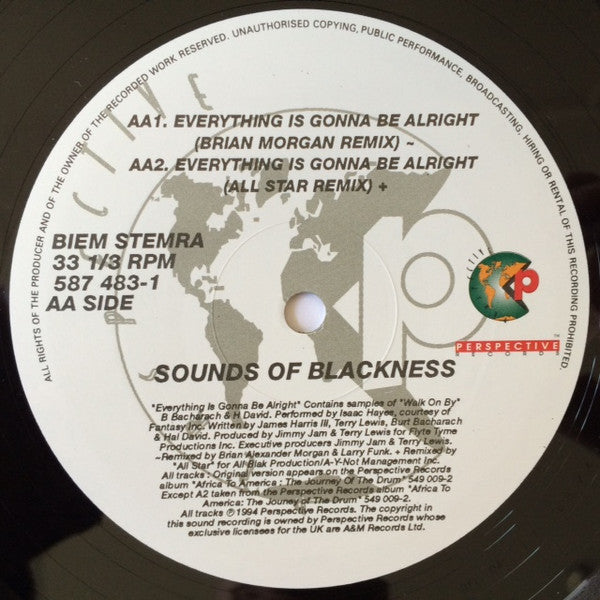 ALL RIGHTS OF THE PRODUCER AND OF THE OWNER OF THE RECORDED WORK RESERVED. UNAUTHORISED COPYING, PUBLIC PERFORMANCE, BROADCASTING, HIRING OR RENTAL OF THIS RECORDING PROHIBITED.
AA1. EVERYTHING IS GONNA BE ALRIGHT
(BRIAN MORGAN REMIX) ~
AA2. EVERYTHING IS GONNA BE ALRIGHT
(ALL STAR REMIX) +
BIEM STEMRA
33 1/3 RPM
587 483-1
AA SIDE
p
PERSPECTIVE
RECORDS
TM
SOUNDS OF BLACKNESS
"Everything Is Gonna Be Alright" Contains samples of "Walk On By"
B Bacharach & H David. Performed by Isaac Hayes, courtesy of
Fantasy Inc. Written by James Harris III, Terry Lewis, Burt Bacharach
& Hal David. Produced by Jimmy Jam & Terry Lewis for Flyte Tyme
Productions Inc. Executive producers Jimmy Jam & Terry Lewis.
~Remixed by Brian Alexander Morgan & Larry Funk. + Remixed by
"All Star" for All Blak Production/A-Y-Not Management Inc.
All tracks : Original version appears on the Perspective Records
album "Africa To America : The Journey Of The Drum" 549 009-2.
Except A2 taken from the Perspective Records album "Africa To
America: The Jouney of The Drum" 549 009-2.
All tracks ℗ 1994 Perspective Records. The copyright in
this sound recording is owned by Perspective Records whose
exclusive licensees for the UK are A&M Records Ltd.